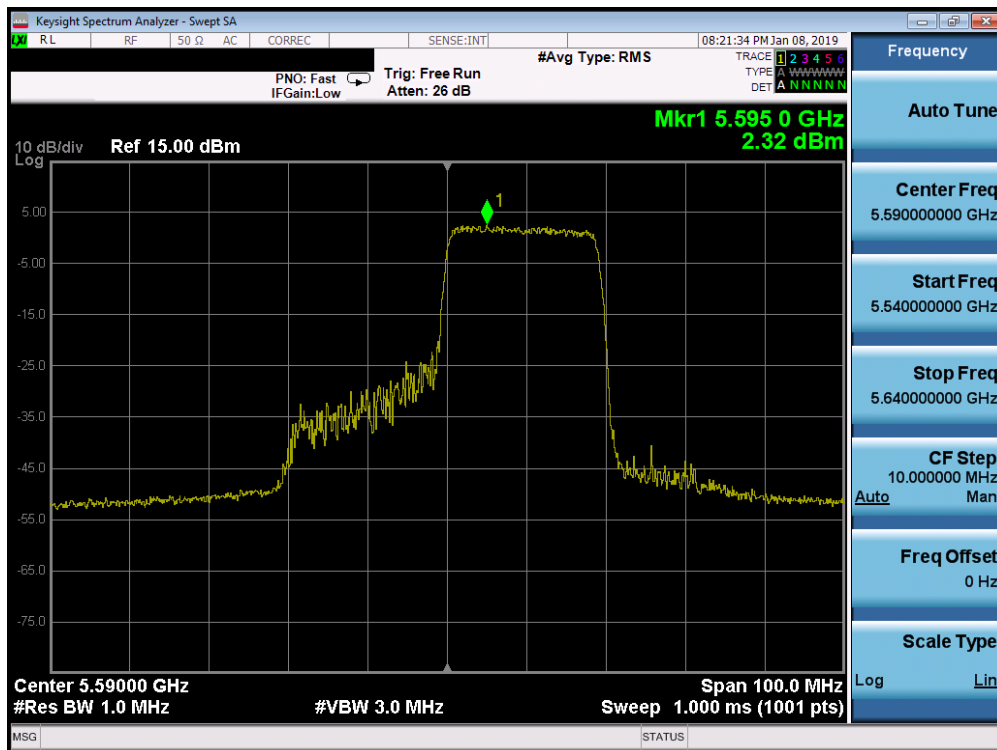 Keysight Spectrum Analyzer - Swept SA
LXI RL RF 50 Ω AC CORREC SENSE:INT 08:21:34 PM Jan 08, 2019
#Avg Type: RMS
TRACE 1 2 3 4 5 6
TYPE A WWWWW
DET A N N N N N
PNO: Fast
IFGain:Low
Trig: Free Run
Atten: 26 dB
Mkr1 5.595 0 GHz
2.32 dBm
10 dB/div Ref 15.00 dBm
Log
1
5.00
-5.00
-15.0
-25.0
-35.0
-45.0
-55.0
-65.0
-75.0
Center 5.59000 GHz
Span 100.0 MHz
#Res BW 1.0 MHz
#VBW 3.0 MHz
Sweep 1.000 ms (1001 pts)
MSG
STATUS
Frequency
Auto Tune
Center Freq
5.590000000 GHz
Start Freq
5.540000000 GHz
Stop Freq
5.640000000 GHz
CF Step
10.000000 MHz
Auto Man
Freq Offset
0 Hz
Scale Type
Log Lin